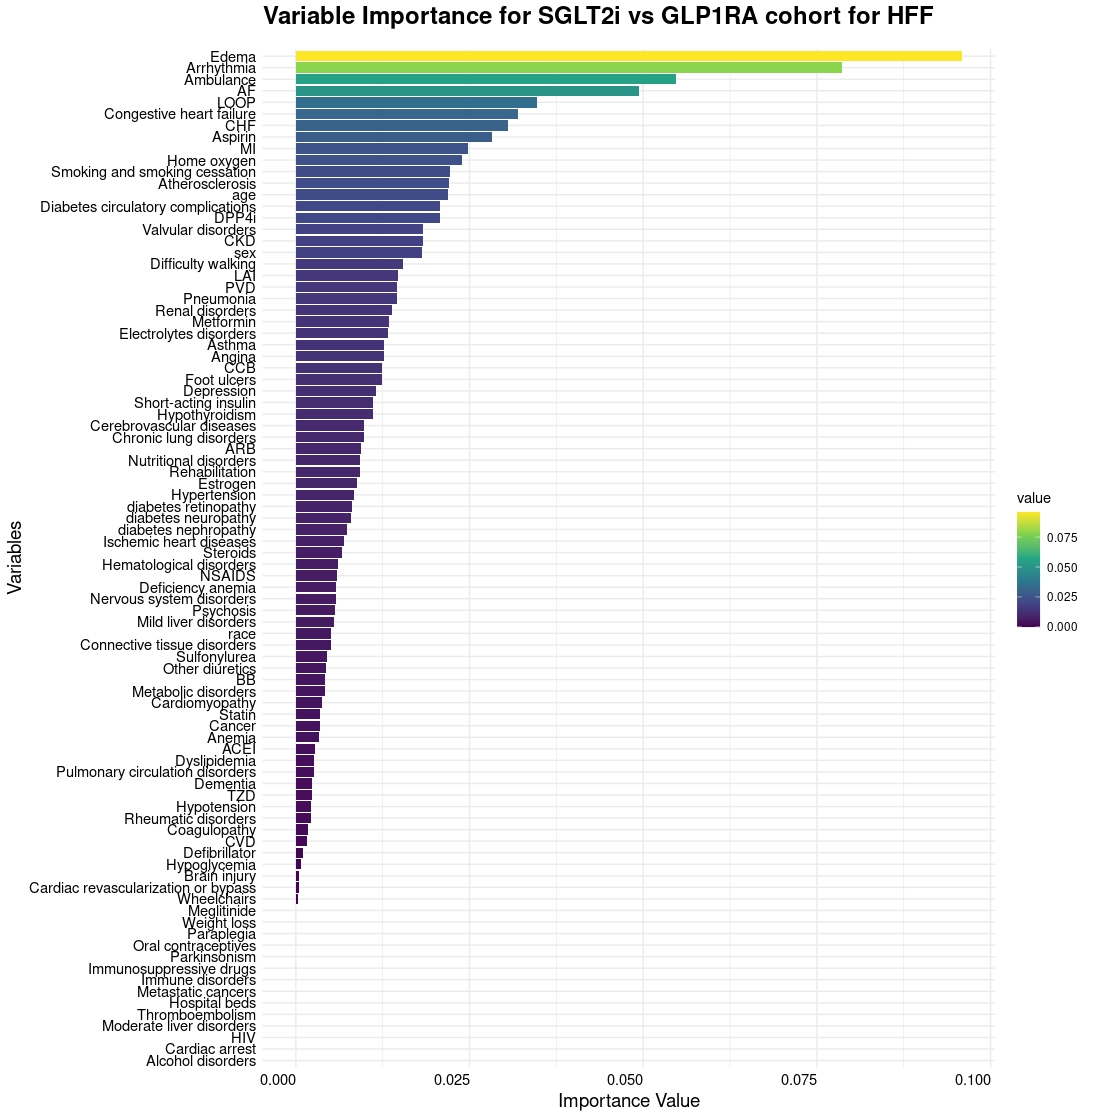 Variable Importance for SGLT2i vs GLP1RA cohort for HFF
Edema
Arrhythmia
Ambulance
AF
LOOP
Congestive heart failure
CHF
Aspirin
MI
Home oxygen
Smoking and smoking cessation
Atherosclerosis
age
Diabetes circulatory complications
DPP4i
Valvular disorders
CKD
sex
Difficulty walking
LAI
PVD
Pneumonia
Renal disorders
Metformin
Electrolytes disorders
Asthma
Angina
CCB
Foot ulcers
Depression
Short-acting insulin
Hypothyroidism
Cerebrovascular diseases
Chronic lung disorders
ARB
Nutritional disorders
Rehabilitation
Estrogen
Hypertension
diabetes retinopathy
diabetes neuropathy
diabetes nephropathy
Ischemic heart diseases
Steroids
Hematological disorders
NSAIDS
Deficiency anemia
Nervous system disorders
Psychosis
Mild liver disorders
race
Connective tissue disorders
Sulfonylurea
Other diuretics
BB
Metabolic disorders
Cardiomyopathy
Statin
Cancer
Anemia
ACEI
Dyslipidemia
Pulmonary circulation disorders
Dementia
TZD
Hypotension
Rheumatic disorders
Coagulopathy
CVD
Defibrillator
Hypoglycemia
Brain injury
Cardiac revascularization or bypass
Wheelchairs
Meglitinide
Weight loss
Paraplegia
Oral contraceptives
Parkinsonism
Immunosuppressive drugs
Immune disorders
Metastatic cancers
Hospital beds
Thromboembolism
Moderate liver disorders
HIV
Cardiac arrest
Alcohol disorders
Variables
0.000 0.025 0.050 0.075 0.100
Importance Value
value
0.075
0.050
0.025
0.000